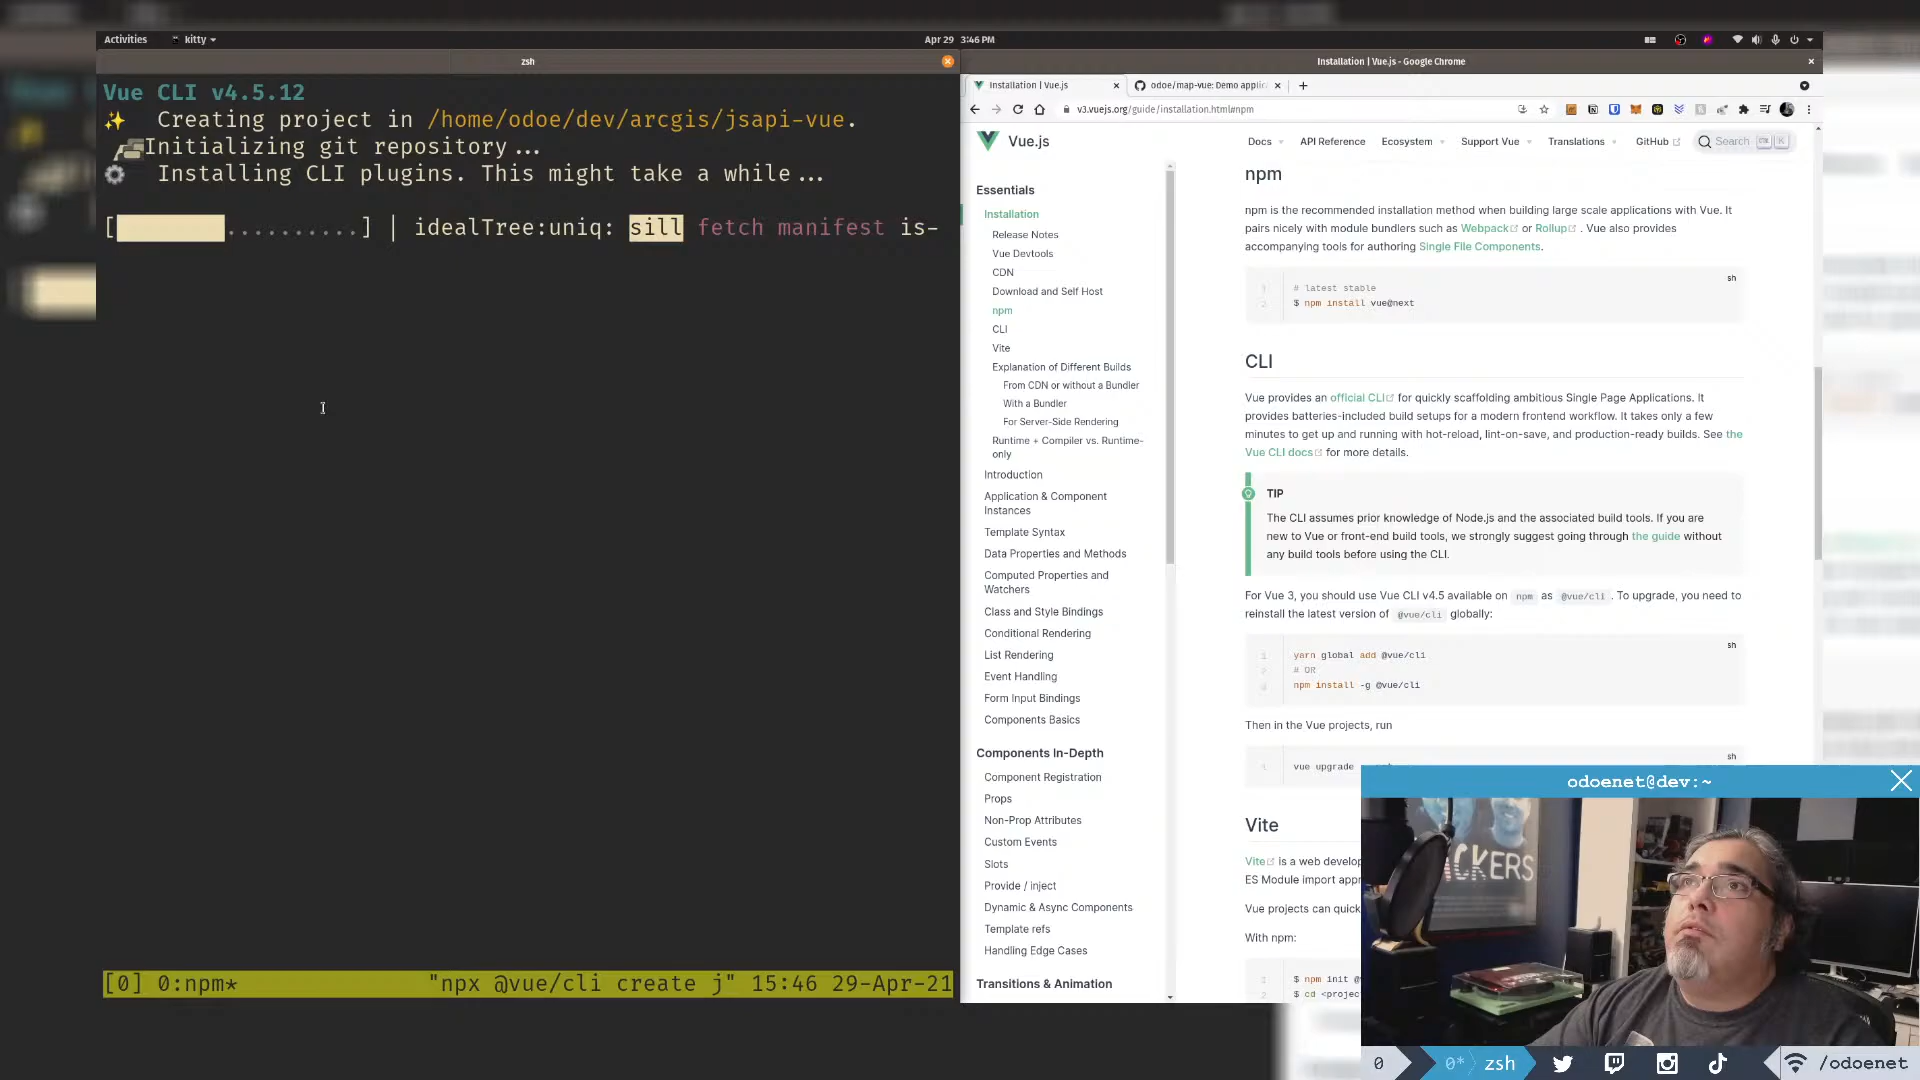 Activities
kitty
Apr 29 3:46 PM
zsh
Vue CLI v4.5.12
Creating project in /home/odoe/dev/arcgis/jsapi-vue.
Initializing git repository...
Installing CLI plugins. This might take a while...
[..........] | idealTree:uniq: sill fetch manifest is-
[0] 0:npm* "npx @vue/cli create j" 15:46 29-Apr-21
Installation | Vue.js - Google Chrome
Installation | Vue.js
odoe/map-vue: Demo applic
v3.vuejs.org/guide/installation.html#npm
Vue.js
Docs
API Reference
Ecosystem
Support Vue
Translations
GitHub
Search
Essentials
Installation
Release Notes
Vue Devtools
CDN
Download and Self Host
npm
CLI
Vite
Explanation of Different Builds
From CDN or without a Bundler
With a Bundler
For Server-Side Rendering
Runtime + Compiler vs. Runtime-
only
Introduction
Application & Component
Instances
Template Syntax
Data Properties and Methods
Computed Properties and
Watchers
Class and Style Bindings
Conditional Rendering
List Rendering
Event Handling
Form Input Bindings
Components Basics
Components In-Depth
Component Registration
Props
Non-Prop Attributes
Custom Events
Slots
Provide / inject
Dynamic & Async Components
Template refs
Handling Edge Cases
Transitions & Animation
npm
npm is the recommended installation method when building large scale applications with Vue. It
pairs nicely with module bundlers such as Webpack or Rollup . Vue also provides
accompanying tools for authoring Single File Components.
sh
1 # latest stable
2 $ npm install vue@next
CLI
Vue provides an official CLI for quickly scaffolding ambitious Single Page Applications. It
provides batteries-included build setups for a modern frontend workflow. It takes only a few
minutes to get up and running with hot-reload, lint-on-save, and production-ready builds. See the
Vue CLI docs for more details.
TIP
The CLI assumes prior knowledge of Node.js and the associated build tools. If you are
new to Vue or front-end build tools, we strongly suggest going through the guide without
any build tools before using the CLI.
For Vue 3, you should use Vue CLI v4.5 available on npm as @vue/cli . To upgrade, you need to
reinstall the latest version of @vue/cli globally:
sh
1 yarn global add @vue/cli
2 # OR
3 npm install -g @vue/cli
Then in the Vue projects, run
sh
1 vue upgrade
Vite
Vite is a web develop
ES Module import appr
Vue projects can quick
With npm:
1 $ npm init @
2 $ cd <projec
odoenet@dev:~
CKERS
0
0*
zsh
/odoenet